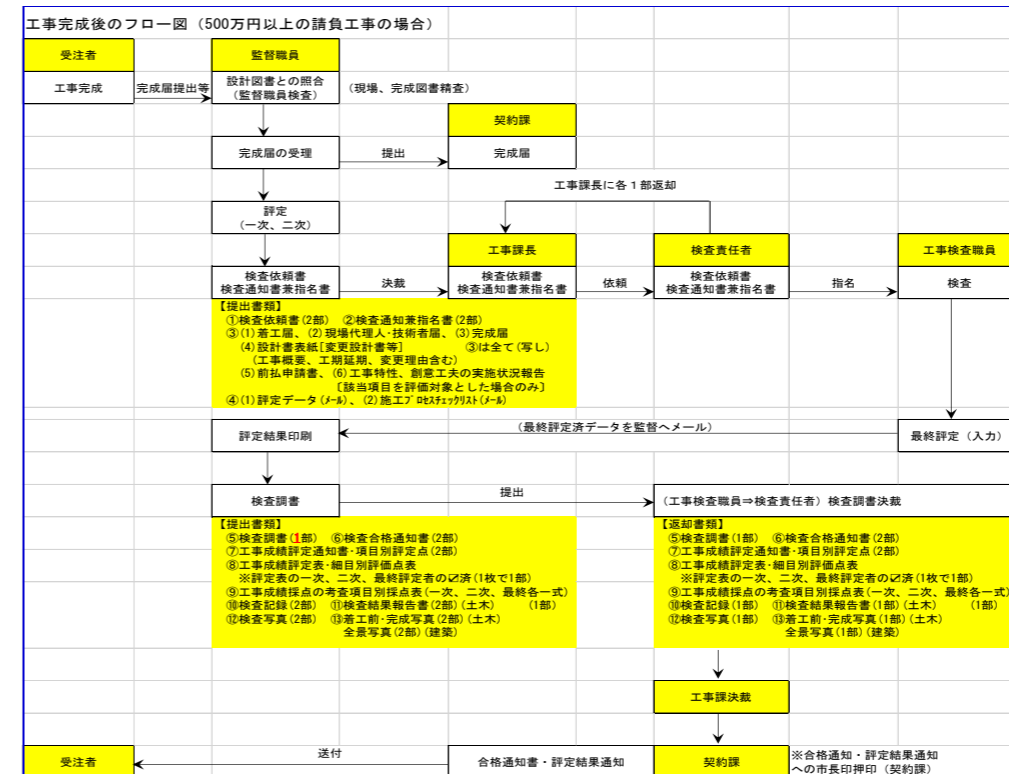 工事完成後のフロー図（500万円以上の請負工事の場合）
受注者
監督職員
工事完成
完成届提出等
設計図書との照合
（監督職員検査）
（現場、完成図書精査）
契約課
完成届の受理
提出
完成届
工事課長に各１部返却
評定
（一次、二次）
工事課長
検査責任者
工事検査職員
検査依頼書
検査通知書兼指名書
決裁
検査依頼書
検査通知書兼指名書
依頼
検査依頼書
検査通知書兼指名書
指名
検査
【提出書類】
①検査依頼書(2部)　②検査通知兼指名書(2部)
③(1)着工届、(2)現場代理人･技術者届、(3)完成届
(4)設計書表紙[変更設計書等]　③は全て(写し)
(工事概要、工期延期、変更理由含む)
(5)前払申請書、(6)工事特性、創意工夫の実施状況報告
〔該当項目を評価対象とした場合のみ〕
④(1)評定データ(ﾒｰﾙ)、(2)施工ﾌﾟﾛｾｽﾁｪｯｸﾘｽﾄ(ﾒｰﾙ)
評定結果印刷
（最終評定済データを監督へメール）
最終評定（入力）
検査調書
提出
（工事検査職員⇒検査責任者）検査調書決裁
【提出書類】
⑤検査調書(1部)　⑥検査合格通知書(2部)
⑦工事成績評定通知書･項目別評定点(2部)
⑧工事成績評定表･細目別評価点表
※評定表の一次、二次、最終評定者の☑済(1枚で1部)
⑨工事成績採点の考査項目別採点表(一次、二次、最終各一式)
⑩検査記録(2部)　⑪検査結果報告書(2部)(土木)　(1部)
⑫検査写真(2部)　⑬着工前･完成写真(2部)(土木)
全景写真(2部)(建築)
【返却書類】
⑤検査調書(1部)　⑥検査合格通知書(2部)
⑦工事成績評定通知書･項目別評定点(2部)
⑧工事成績評定表･細目別評価点表
※評定表の一次、二次、最終評定者の☑済(1枚で1部)
⑨工事成績採点の考査項目別採点表(一次、二次、最終各一式)
⑩検査記録(1部)　⑪検査結果報告書(1部)(土木)　(1部)
⑫検査写真(1部)　⑬着工前･完成写真(1部)(土木)
全景写真(1部)(建築)
工事課決裁
受注者
送付
合格通知書・評定結果通知
契約課
※合格通知・評定結果通知
への市長印押印（契約課）